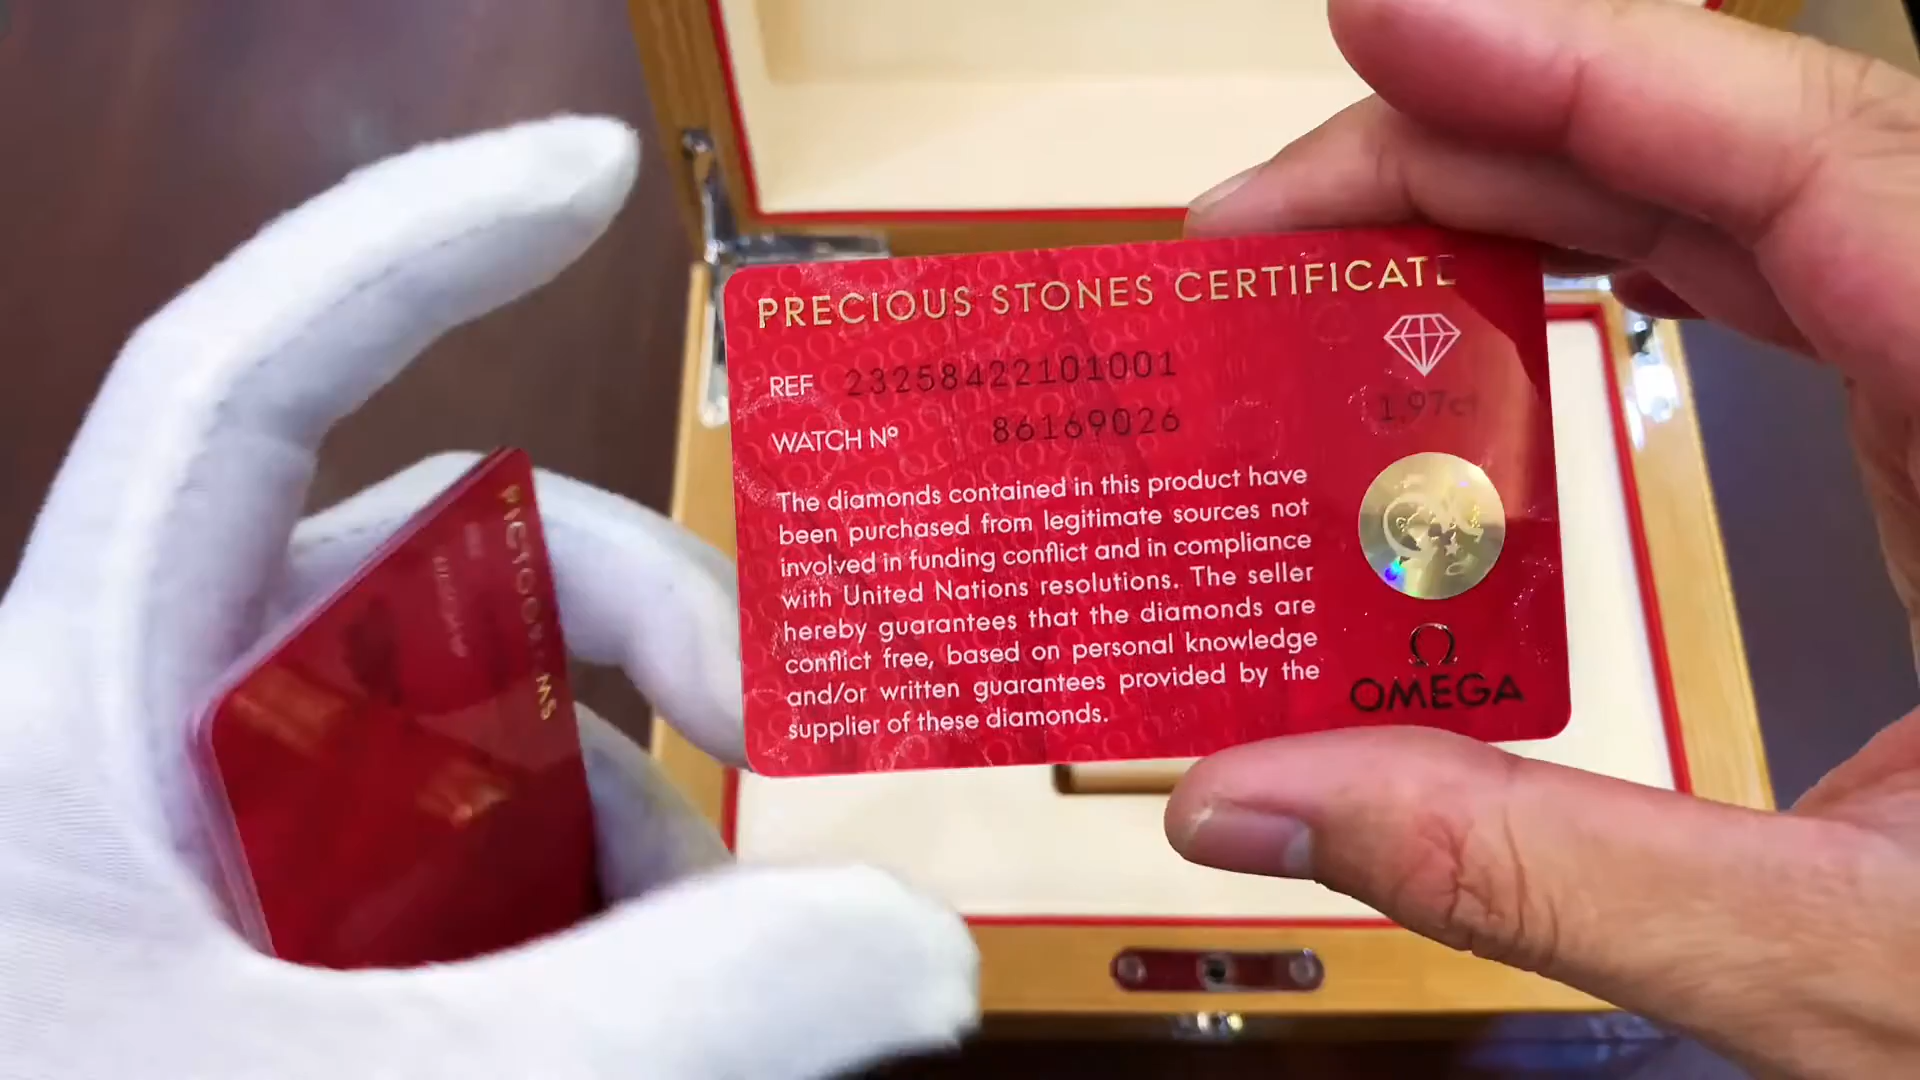 PRECIOUS STONES CERTIFICATE
REF 23258422101001
WATCH Nº 86169026
1,97ct
The diamonds contained in this product have
been purchased from legitimate sources not
involved in funding conflict and in compliance
with United Nations resolutions. The seller
hereby guarantees that the diamonds are
conflict free, based on personal knowledge
and/or written guarantees provided by the
supplier of these diamonds.
Ω
OMEGA